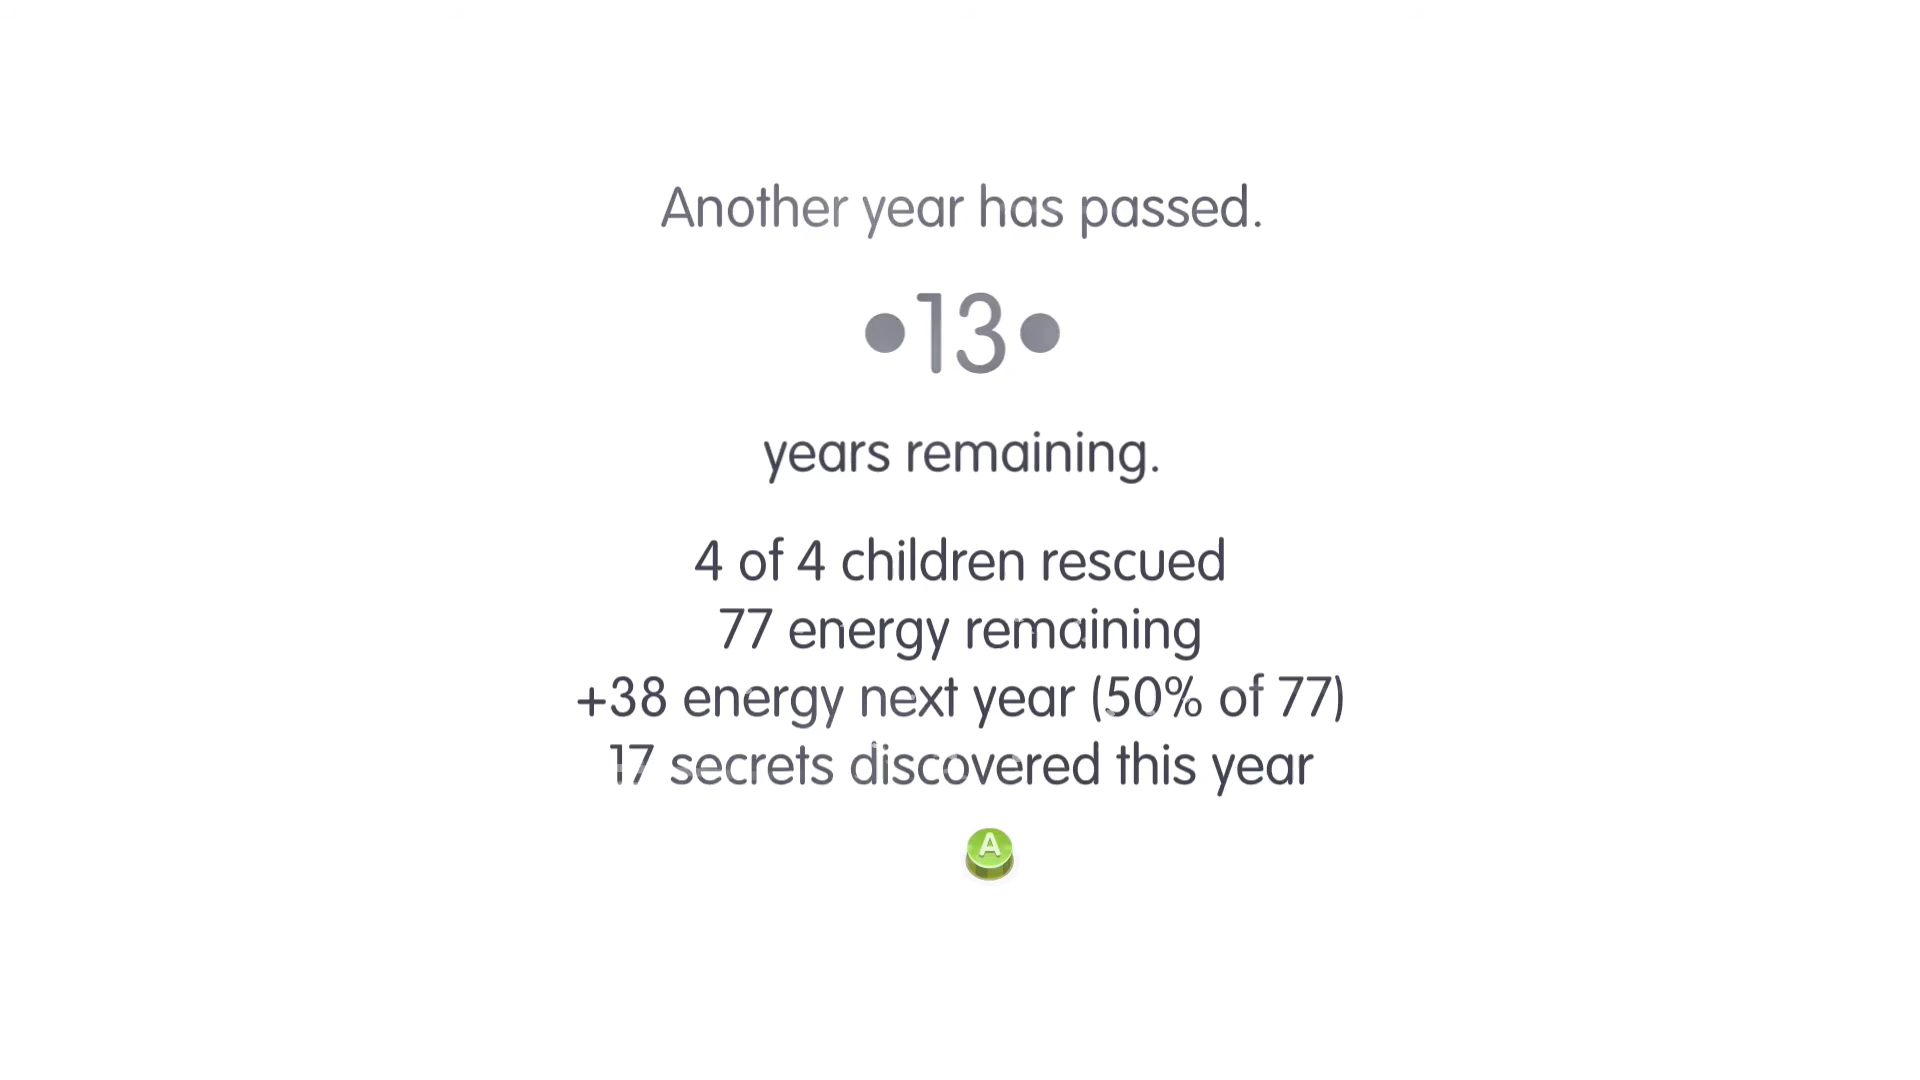 Another year has passed.
•13•
years remaining.
4 of 4 children rescued
77 energy remaining
+38 energy next year (50% of 77)
17 secrets discovered this year
A